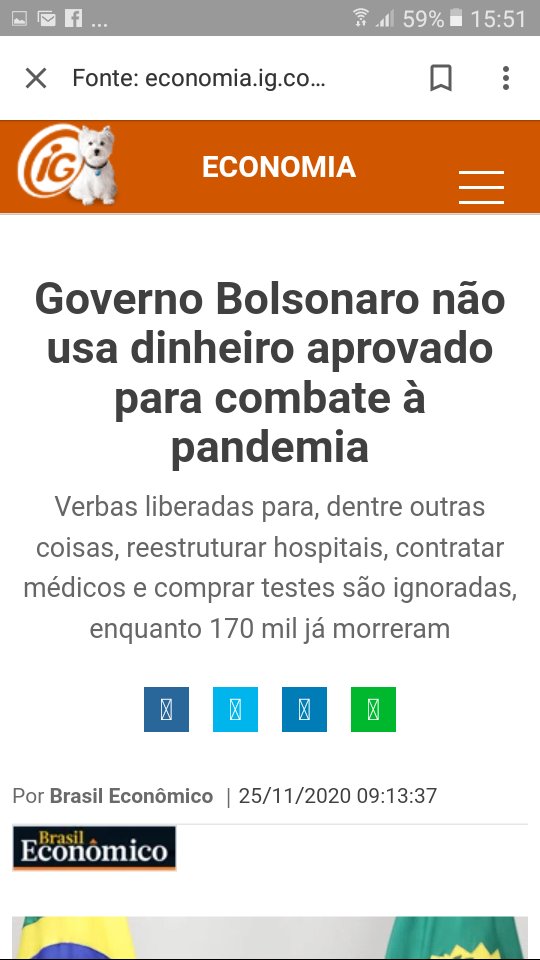 ... 59% 15:51
Fonte: economia.ig.co...
iG ECONOMIA
Governo Bolsonaro não
usa dinheiro aprovado
para combate à
pandemia
Verbas liberadas para, dentre outras
coisas, reestruturar hospitais, contratar
médicos e comprar testes são ignoradas,
enquanto 170 mil já morreram
Por Brasil Econômico | 25/11/2020 09:13:37
Brasil
Econômico